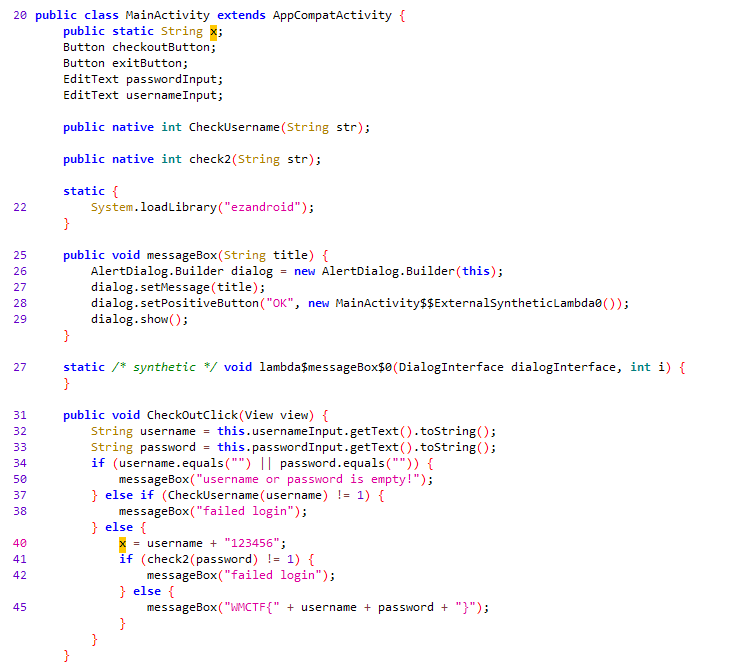 20 public class MainActivity extends AppCompatActivity {
public static String x;
Button checkoutButton;
Button exitButton;
EditText passwordInput;
EditText usernameInput;
public native int CheckUsername(String str);
public native int check2(String str);
static {
22 System.loadLibrary("ezandroid");
}
25 public void messageBox(String title) {
26 AlertDialog.Builder dialog = new AlertDialog.Builder(this);
27 dialog.setMessage(title);
28 dialog.setPositiveButton("OK", new MainActivity$$ExternalSyntheticLambda0());
29 dialog.show();
}
27 static /* synthetic */ void lambda$messageBox$0(DialogInterface dialogInterface, int i) {
}
31 public void CheckOutClick(View view) {
32 String username = this.usernameInput.getText().toString();
33 String password = this.passwordInput.getText().toString();
34 if (username.equals("") || password.equals("")) {
50 messageBox("username or password is empty!");
37 } else if (CheckUsername(username) != 1) {
38 messageBox("failed login");
} else {
40 x = username + "123456";
41 if (check2(password) != 1) {
42 messageBox("failed login");
} else {
45 messageBox("WMCTF{" + username + password + "}");
}
}
}